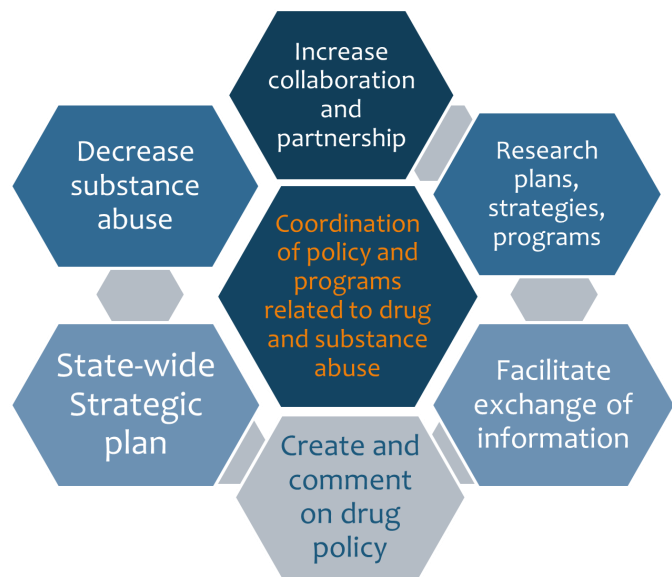 Increase
collaboration
and
partnership
Research
plans,
strategies,
programs
Facilitate
exchange of
information
Create and
comment
on drug
policy
State-wide
Strategic
plan
Decrease
substance
abuse
Coordination
of policy and
programs
related to drug
and substance
abuse